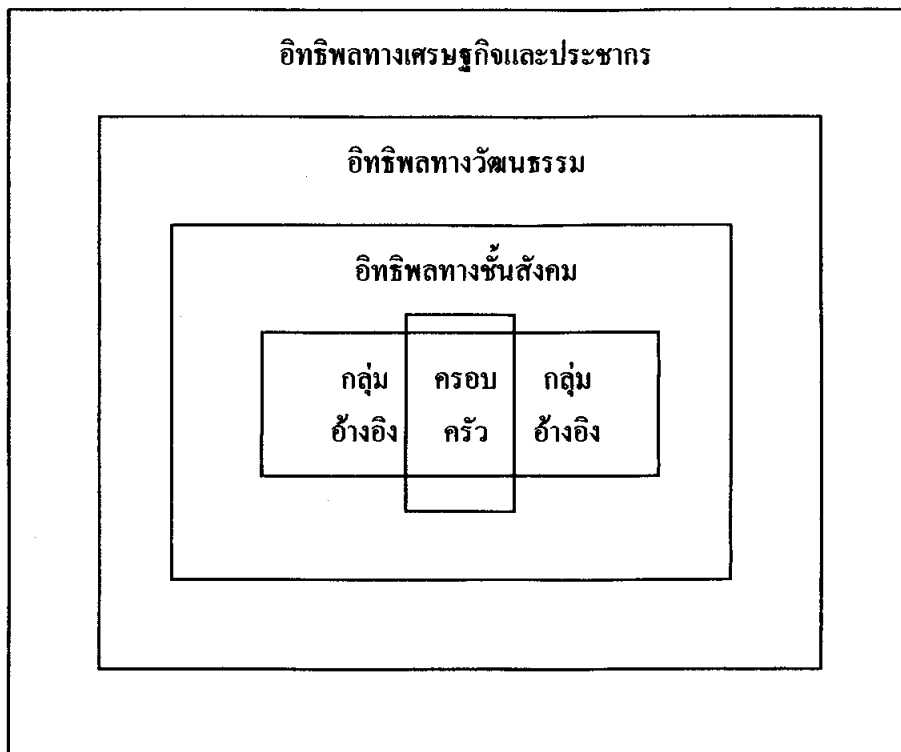 อิทธิพลทางเศรษฐกิจและประชากร
อิทธิพลทางวัฒนธรรม
อิทธิพลทางชั้นสังคม
กลุ่ม ครอบ กลุ่ม
อ้างอิง ครัว อ้างอิง